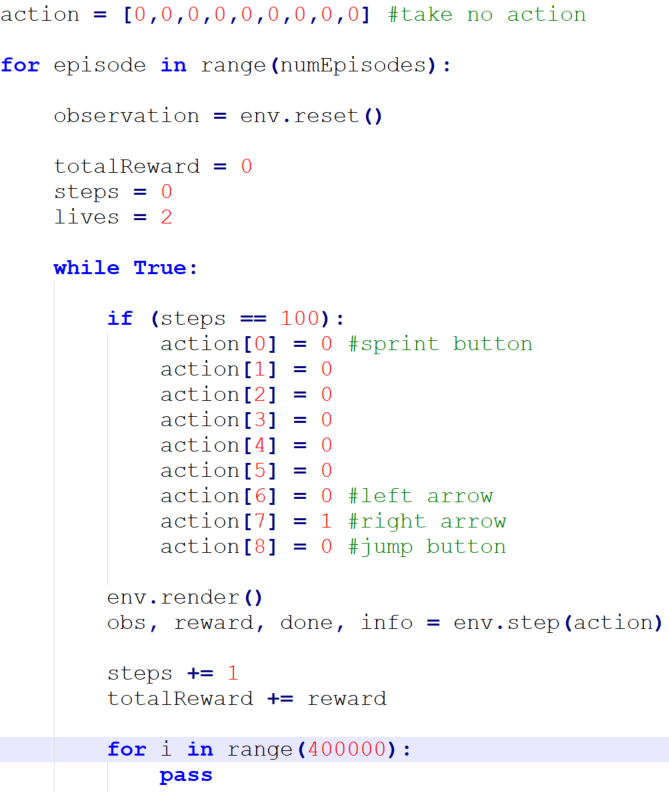 action = [0,0,0,0,0,0,0,0,0] #take no action
for episode in range(numEpisodes):
observation = env.reset()
totalReward = 0
steps = 0
lives = 2
while True:
if (steps == 100):
action[0] = 0 #sprint button
action[1] = 0
action[2] = 0
action[3] = 0
action[4] = 0
action[5] = 0
action[6] = 0 #left arrow
action[7] = 1 #right arrow
action[8] = 0 #jump button
env.render()
obs, reward, done, info = env.step(action)
steps += 1
totalReward += reward
for i in range(400000):
pass